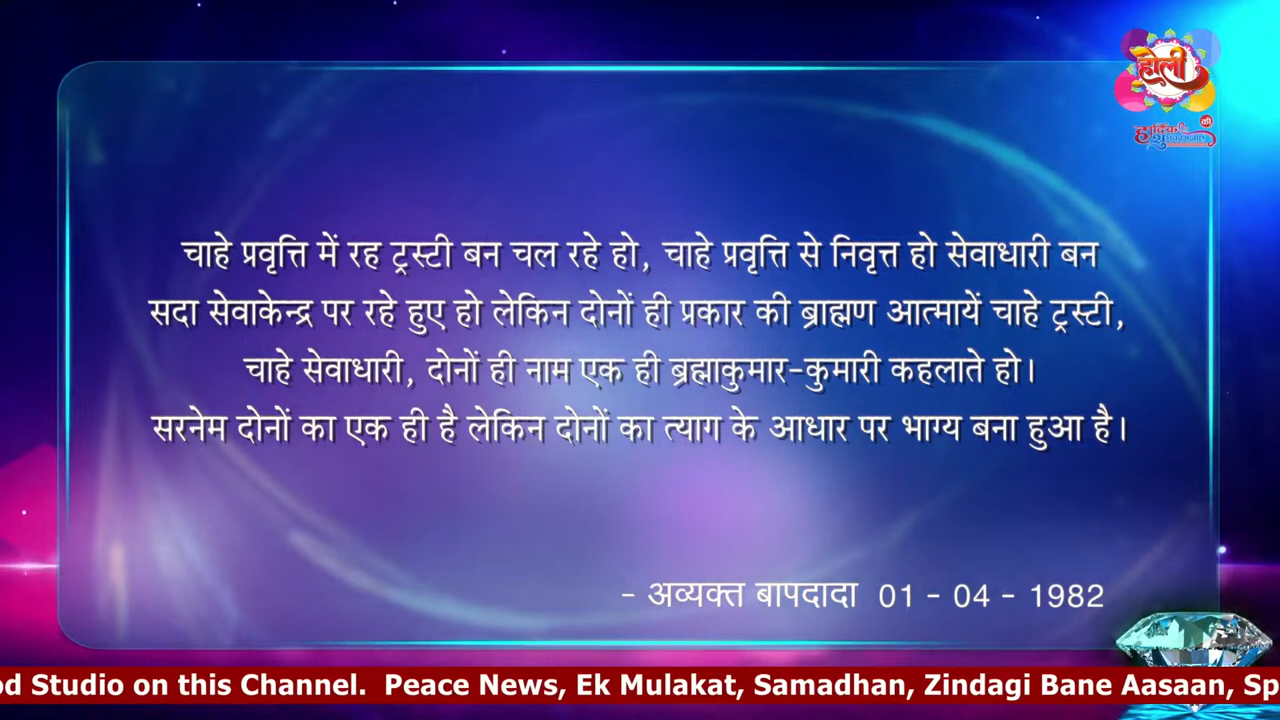 होली
की
हार्दिक
शुभकामनाएं
चाहे प्रवृत्ति में रह ट्रस्टी बन चल रहे हो, चाहे प्रवृत्ति से निवृत्त हो सेवाधारी बन
सदा सेवाकेन्द्र पर रहे हुए हो लेकिन दोनों ही प्रकार की ब्राह्मण आत्मायें चाहे ट्रस्टी,
चाहे सेवाधारी, दोनों ही नाम एक ही ब्रह्माकुमार-कुमारी कहलाते हो।
सरनेम दोनों का एक ही है लेकिन दोनों का त्याग के आधार पर भाग्य बना हुआ है।
- अव्यक्त बापदादा 01 - 04 - 1982
od Studio on this Channel. Peace News, Ek Mulakat, Samadhan, Zindagi Bane Aasaan, Sp